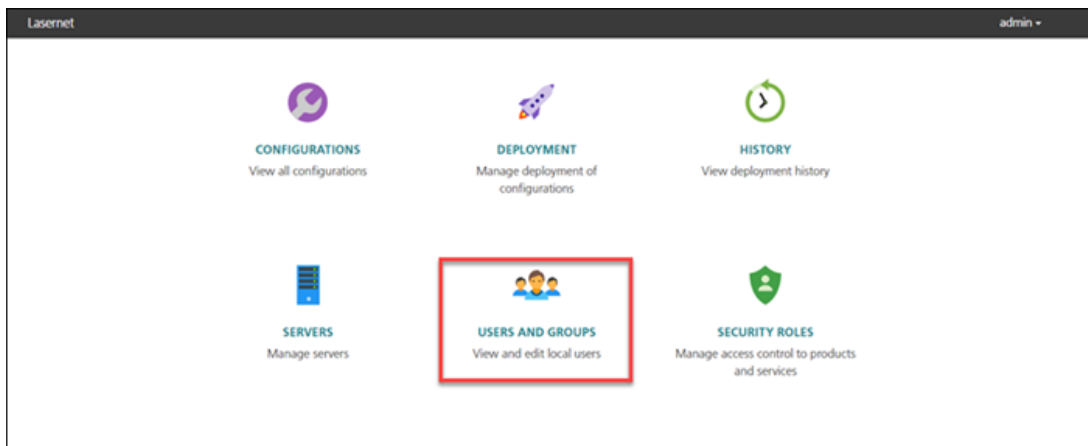 Lasernet admin
CONFIGURATIONS DEPLOYMENT HISTORY
View all configurations Manage deployment of View deployment history
configurations
SERVERS USERS AND GROUPS SECURITY ROLES
Manage servers View and edit local users Manage access control to products
and services